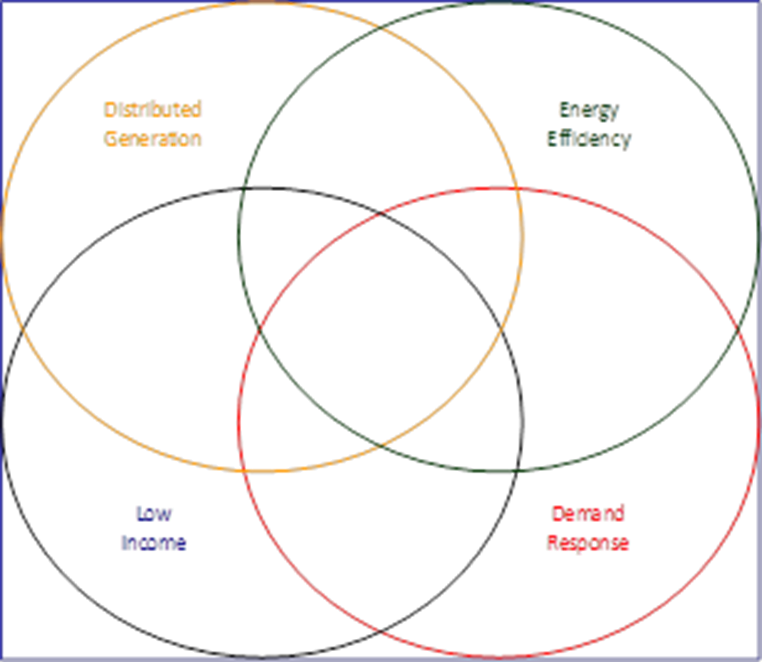 Distributed
Generation
Energy
Efficiency
Low
Income
Demand
Response